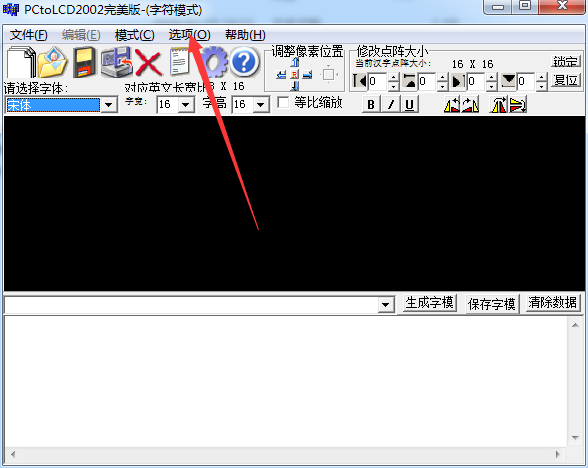 PCtoLCD2002完美版-(字符模式)
文件(F) 编辑(E) 模式(C) 选项(O) 帮助(H)
调整像素位置 修改点阵大小
当前汉字点阵大小: 16 X 16 锁定
0 0 0 0 复位
请选择字体: 对应英文长宽比 8 X 16
宋体 字宽: 16 字高 16 等比缩放 B I U
生成字模 保存字模 清除数据